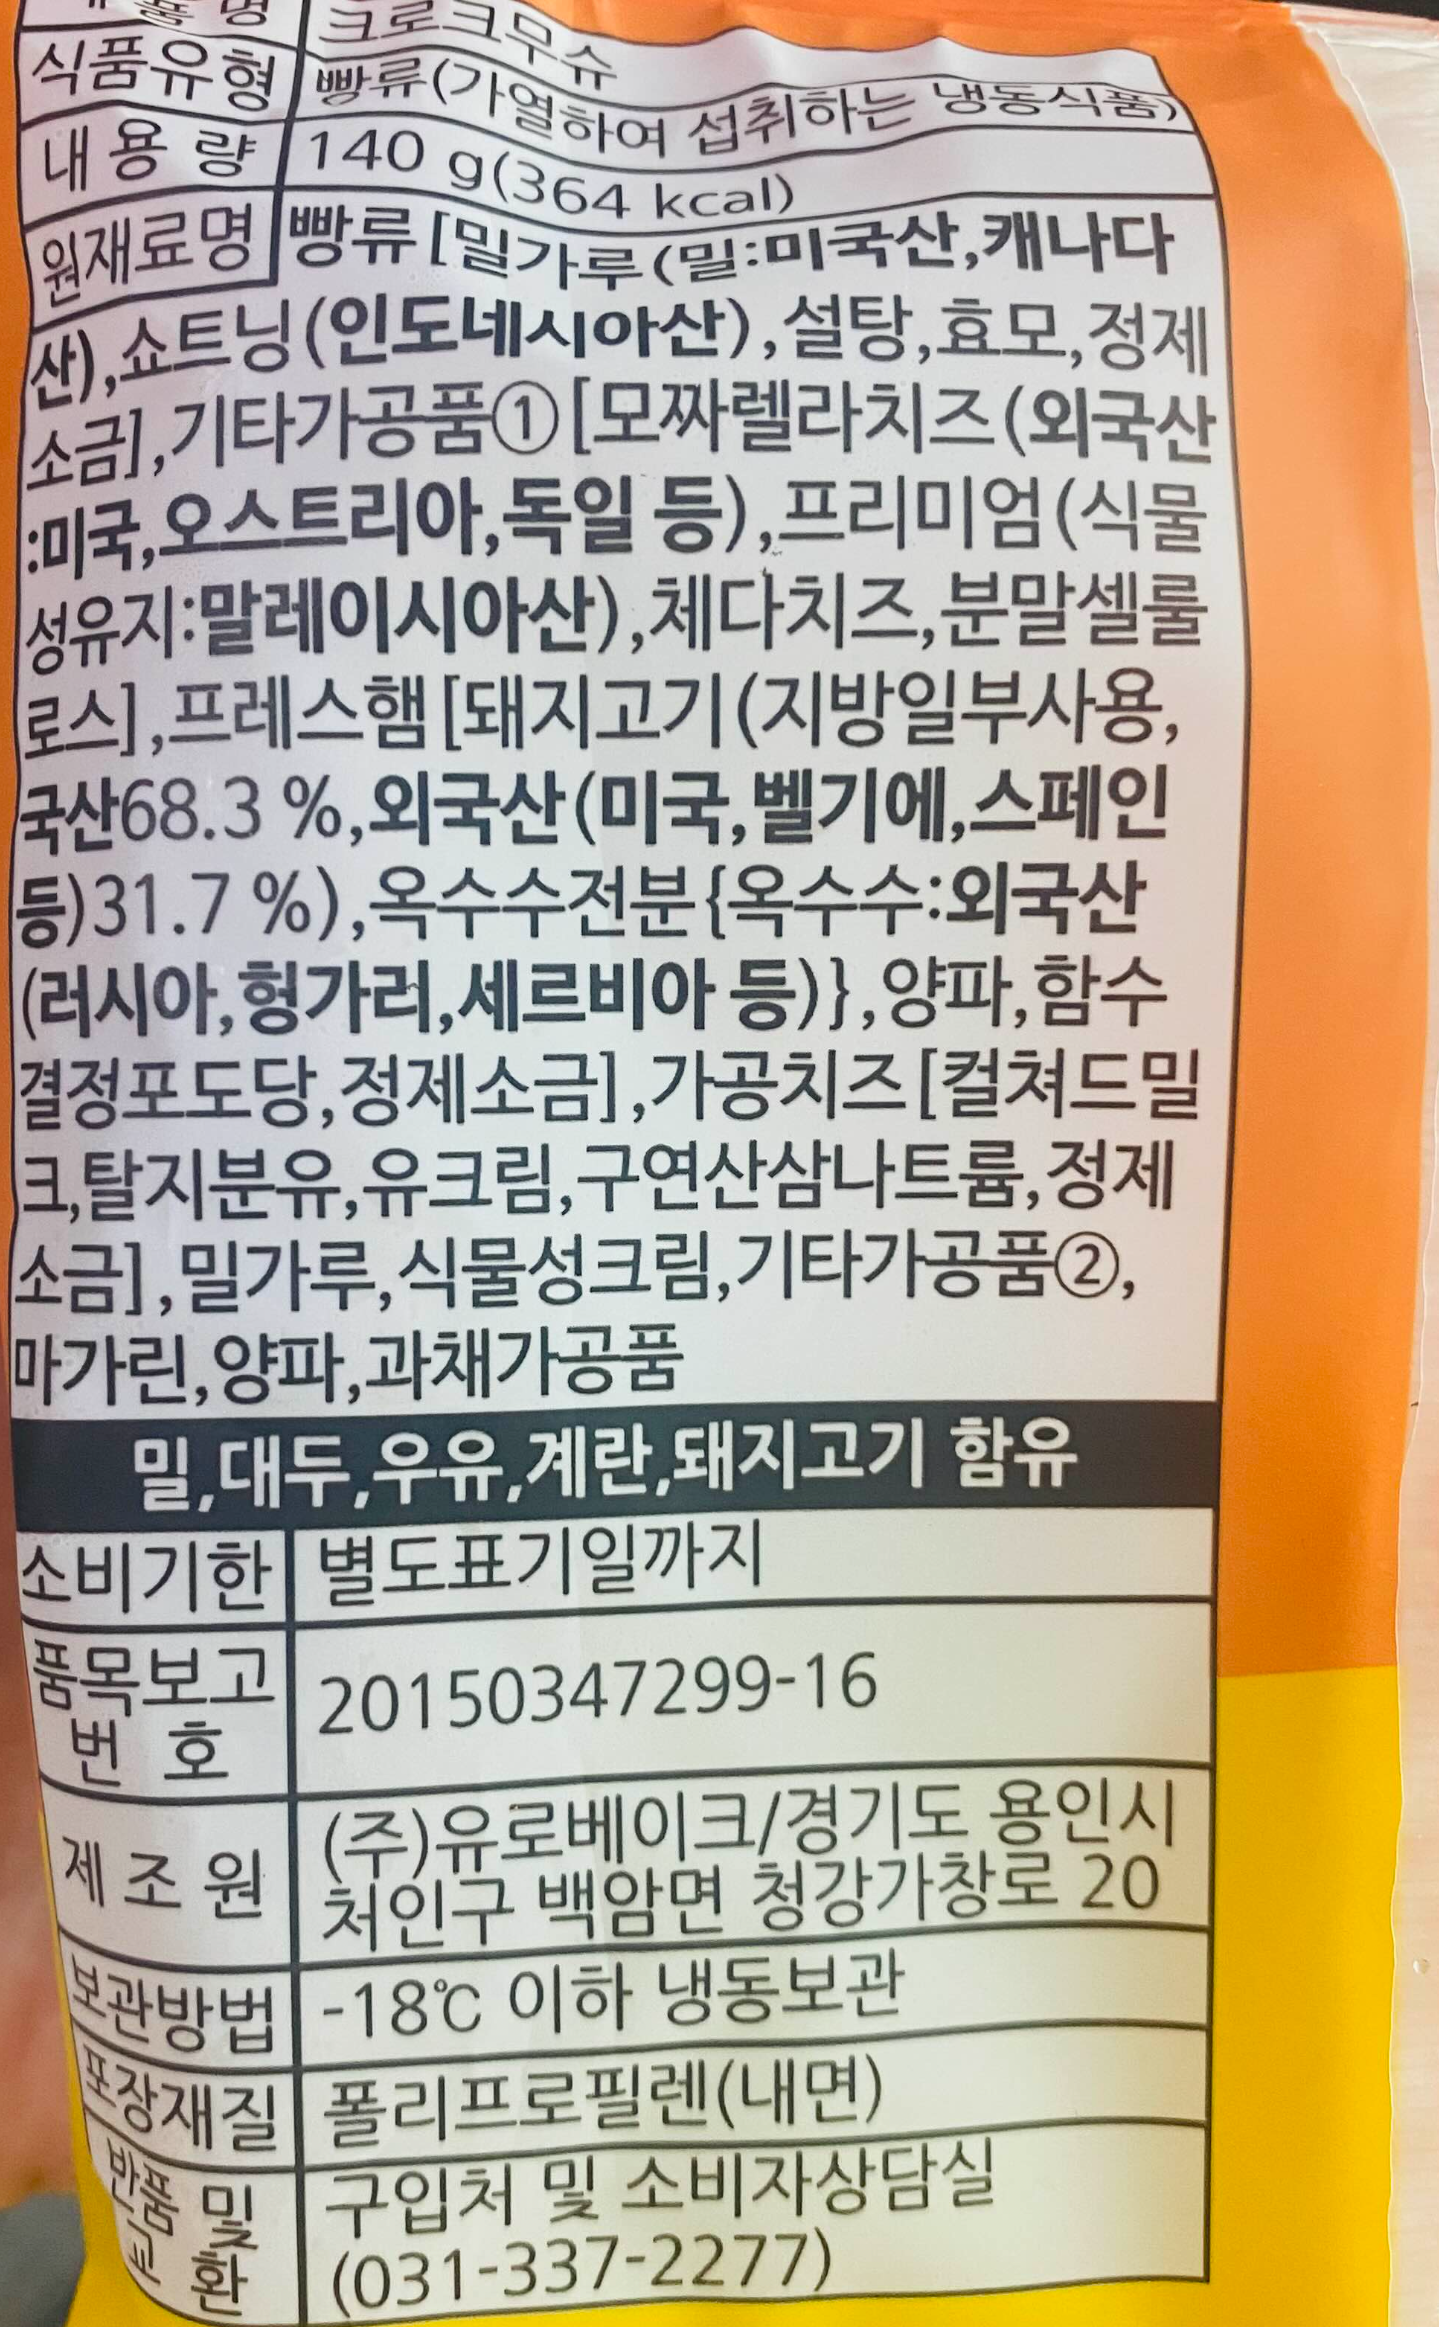 제품명 크로크무슈
식품유형 빵류(가열하여 섭취하는 냉동식품)
내용량 140 g(364 kcal)
원재료명 빵류[밀가루(밀:미국산,캐나다
산),쇼트닝(인도네시아산),설탕,효모,정제
소금],기타가공품①[모짜렐라치즈(외국산
:미국,오스트리아,독일 등),프리미엄(식물
성유지:말레이시아산),체다치즈,분말셀룰
로스],프레스햄[돼지고기(지방일부사용,
국산68.3 %,외국산(미국,벨기에,스페인
등)31.7 %),옥수수전분{옥수수:외국산
(러시아,헝가리,세르비아 등)},양파,함수
결정포도당,정제소금],가공치즈[컬쳐드밀
크,탈지분유,유크림,구연산삼나트륨,정제
소금],밀가루,식물성크림,기타가공품②,
마가린,양파,과채가공품
밀,대두,우유,계란,돼지고기 함유
소비기한 별도표기일까지
품목보고
번 호 20150347299-16
제 조 원 (주)유로베이크/경기도 용인시
처인구 백암면 청강가창로 20
보관방법 -18℃ 이하 냉동보관
포장재질 폴리프로필렌(내면)
반품 및 구입처 및 소비자상담실
교 환 (031-337-2277)